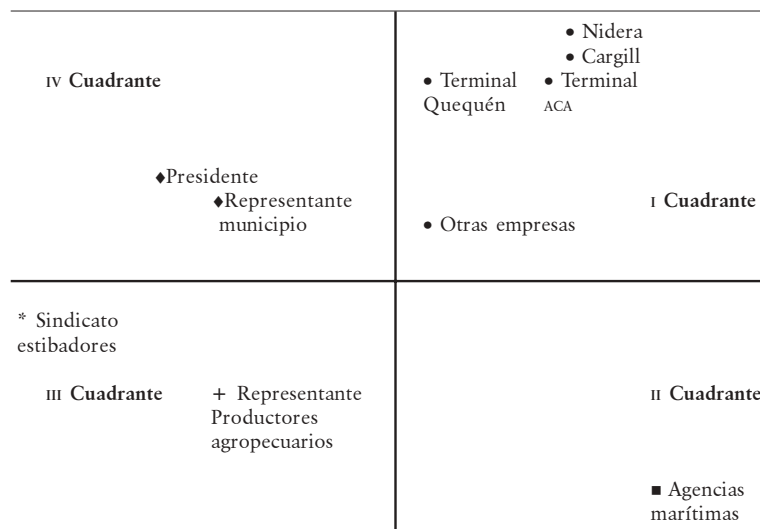 • Nidera
• Cargill
IV Cuadrante
• Terminal Quequén
• Terminal ACA
♦Presidente
♦Representante
municipio
I Cuadrante
• Otras empresas
* Sindicato
estibadores
III Cuadrante
+ Representante
Productores
agropecuarios
II Cuadrante
■ Agencias
marítimas